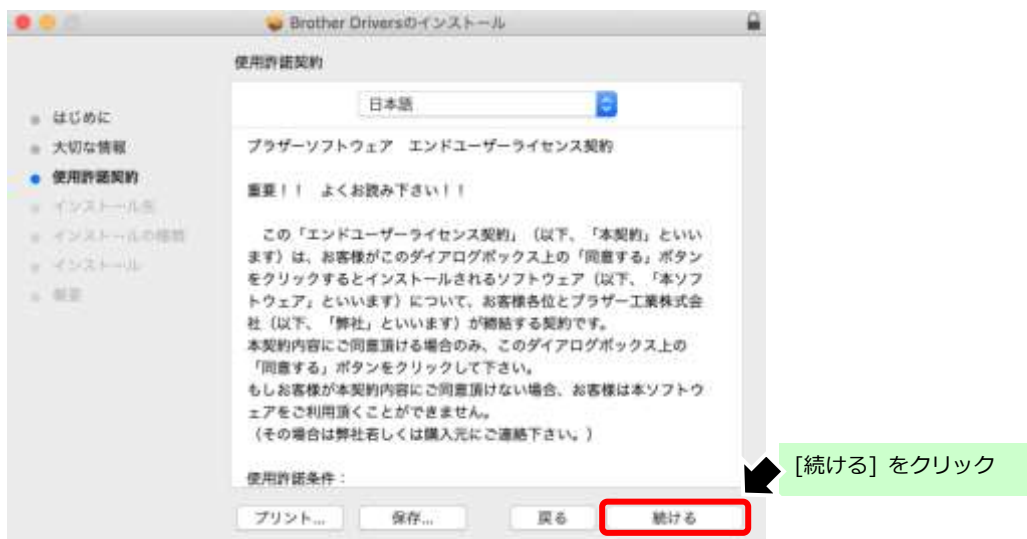 Brother Driversのインストール
使用許諾契約
はじめに
大切な情報
使用許諾契約
インストール先
インストールの種類
インストール
概要
日本語
ブラザーソフトウェア エンドユーザーライセンス契約
重要！！ よくお読み下さい！！
この「エンドユーザーライセンス契約」（以下、「本契約」といい
ます）は、お客様がこのダイアログボックス上の「同意する」ボタン
をクリックするとインストールされるソフトウェア（以下、「本ソフ
トウェア」といいます）について、お客様各位とブラザー工業株式会
社（以下、「弊社」といいます）が締結する契約です。
本契約内容にご同意頂ける場合のみ、このダイアログボックス上の
「同意する」ボタンをクリックして下さい。
もしお客様が本契約内容にご同意頂けない場合、お客様は本ソフトウ
ェアをご利用頂くことができません。
（その場合は弊社若しくは購入元にご連絡下さい。）
使用許諾条件：
プリント... 保存... 戻る 続ける
[続ける] をクリック